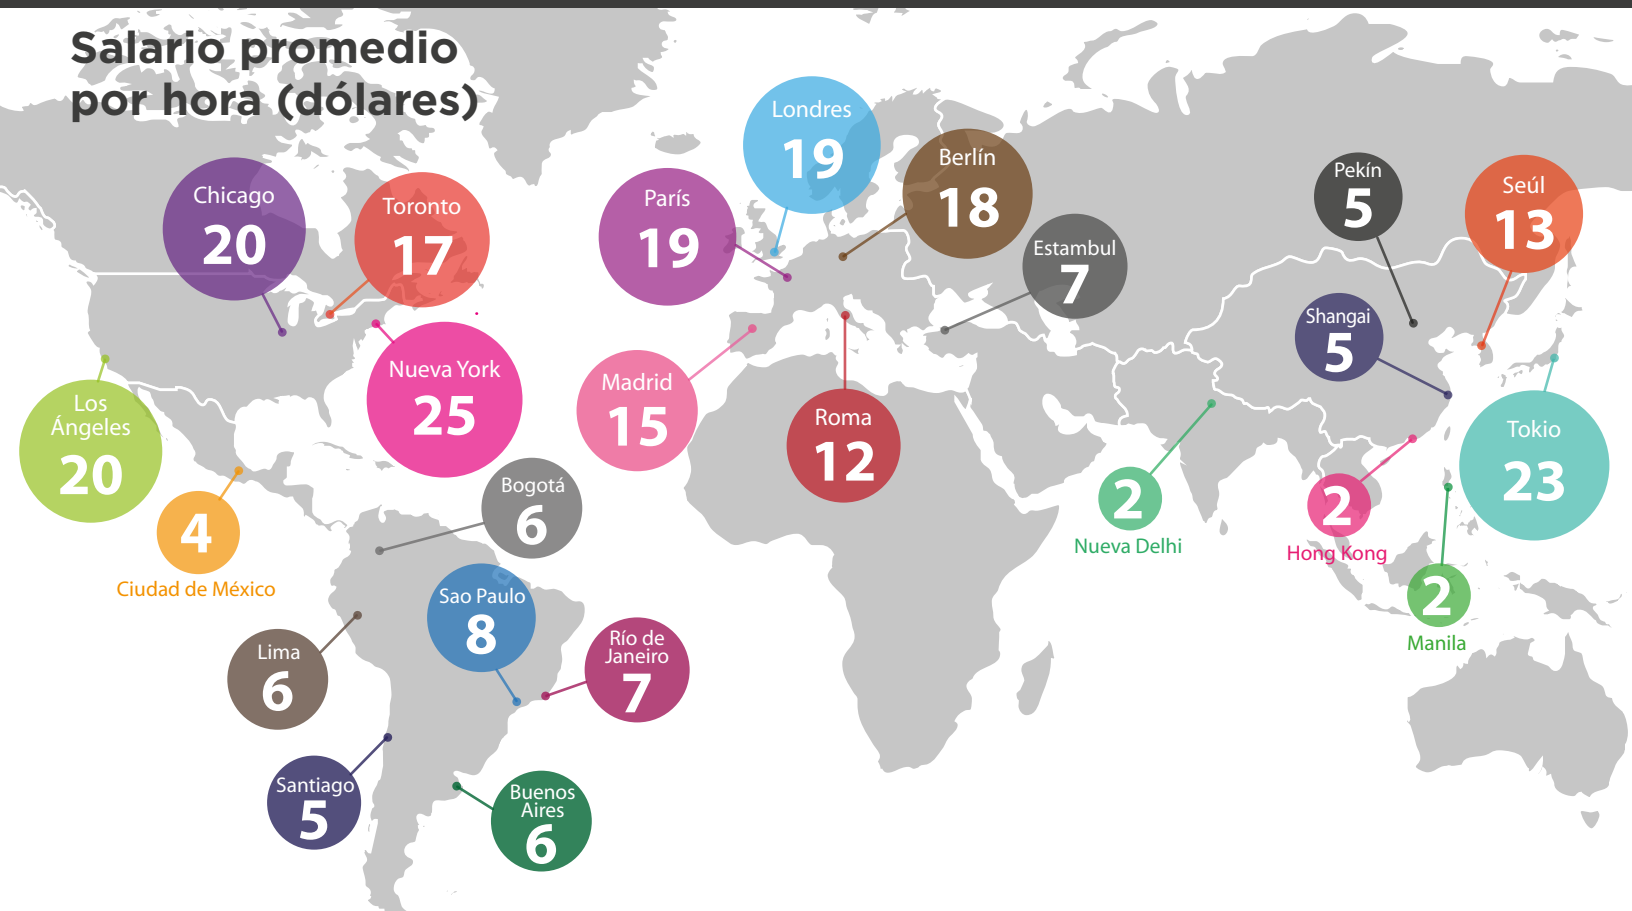 Salario promedio
por hora (dólares)
Chicago
20
Toronto
17
Nueva York
25
Los
Ángeles
20
4
Ciudad de México
Bogotá
6
Lima
6
Sao Paulo
8
Río de
Janeiro
7
Santiago
5
Buenos
Aires
6
Londres
19
París
19
Berlín
18
Estambul
7
Madrid
15
Roma
12
Pekín
5
Seúl
13
Shangai
5
Tokio
23
2
Nueva Delhi
2
Hong Kong
2
Manila